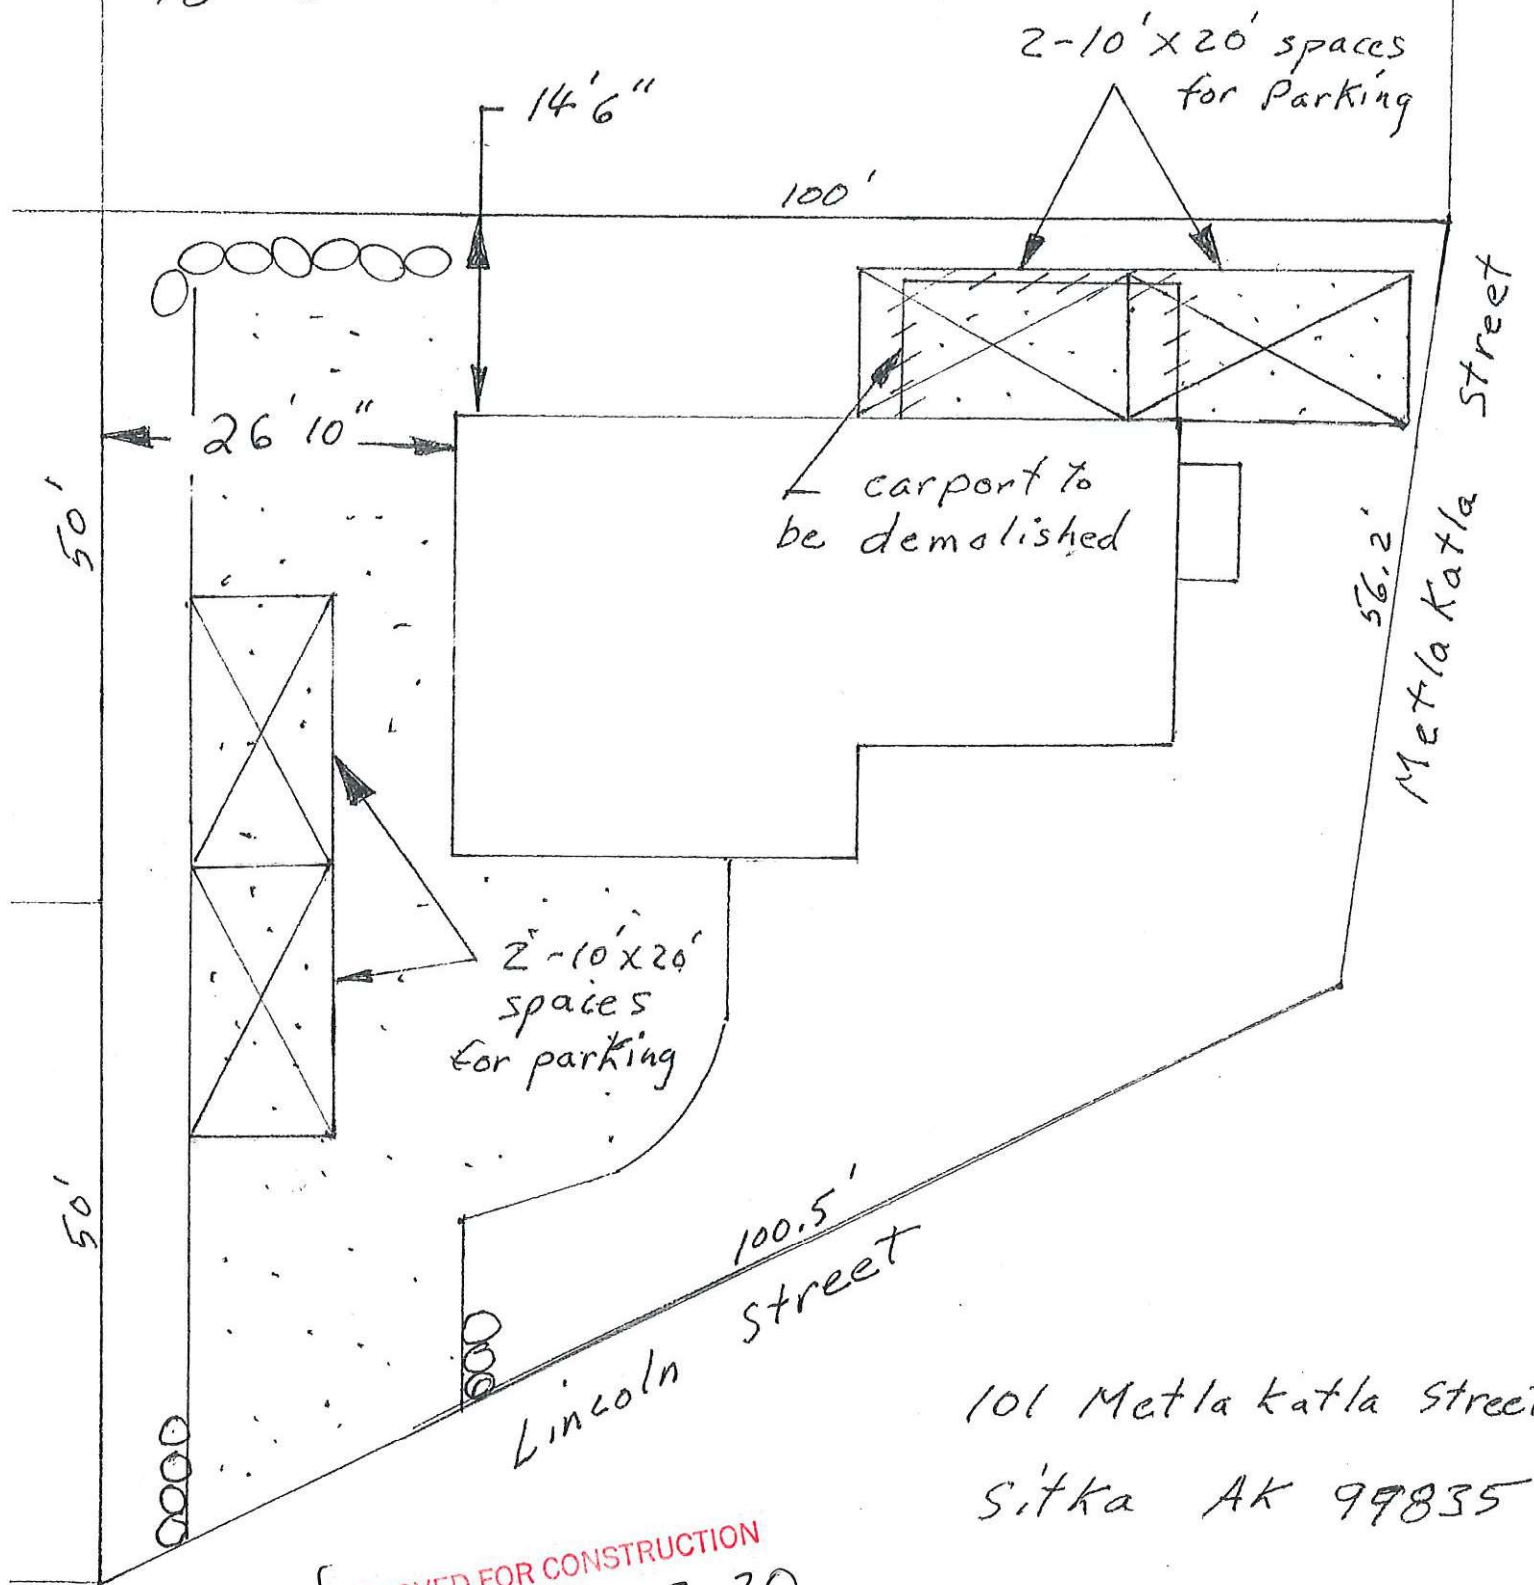 2-10'x20' spaces
for Parking
14'6"
100'
Metlakatla Street
26'10"
carport to
be demolished
50'
56.2'
2-10'x20'
spaces
for parking
50'
100.5'
Lincoln Street
101 Metlakatla Street
Sitka AK 99835
FOR CONSTRUCTION